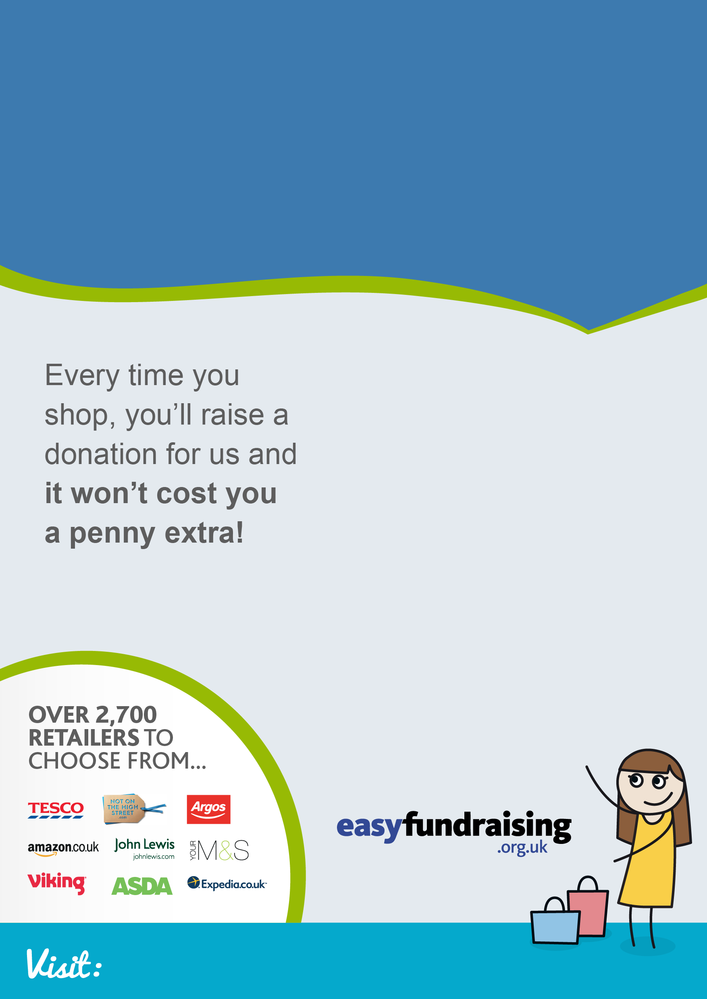 Every time you
shop, you’ll raise a
donation for us and
it won’t cost you
a penny extra!
OVER 2,700
RETAILERS TO
CHOOSE FROM...
TESCO
NOT ON
THE HIGH
STREET
.com
Argos
amazon.co.uk
John Lewis
johnlewis.com
YOUR M&S
Viking
ASDA
Expedia.co.uk
easyfundraising
.org.uk
Visit: